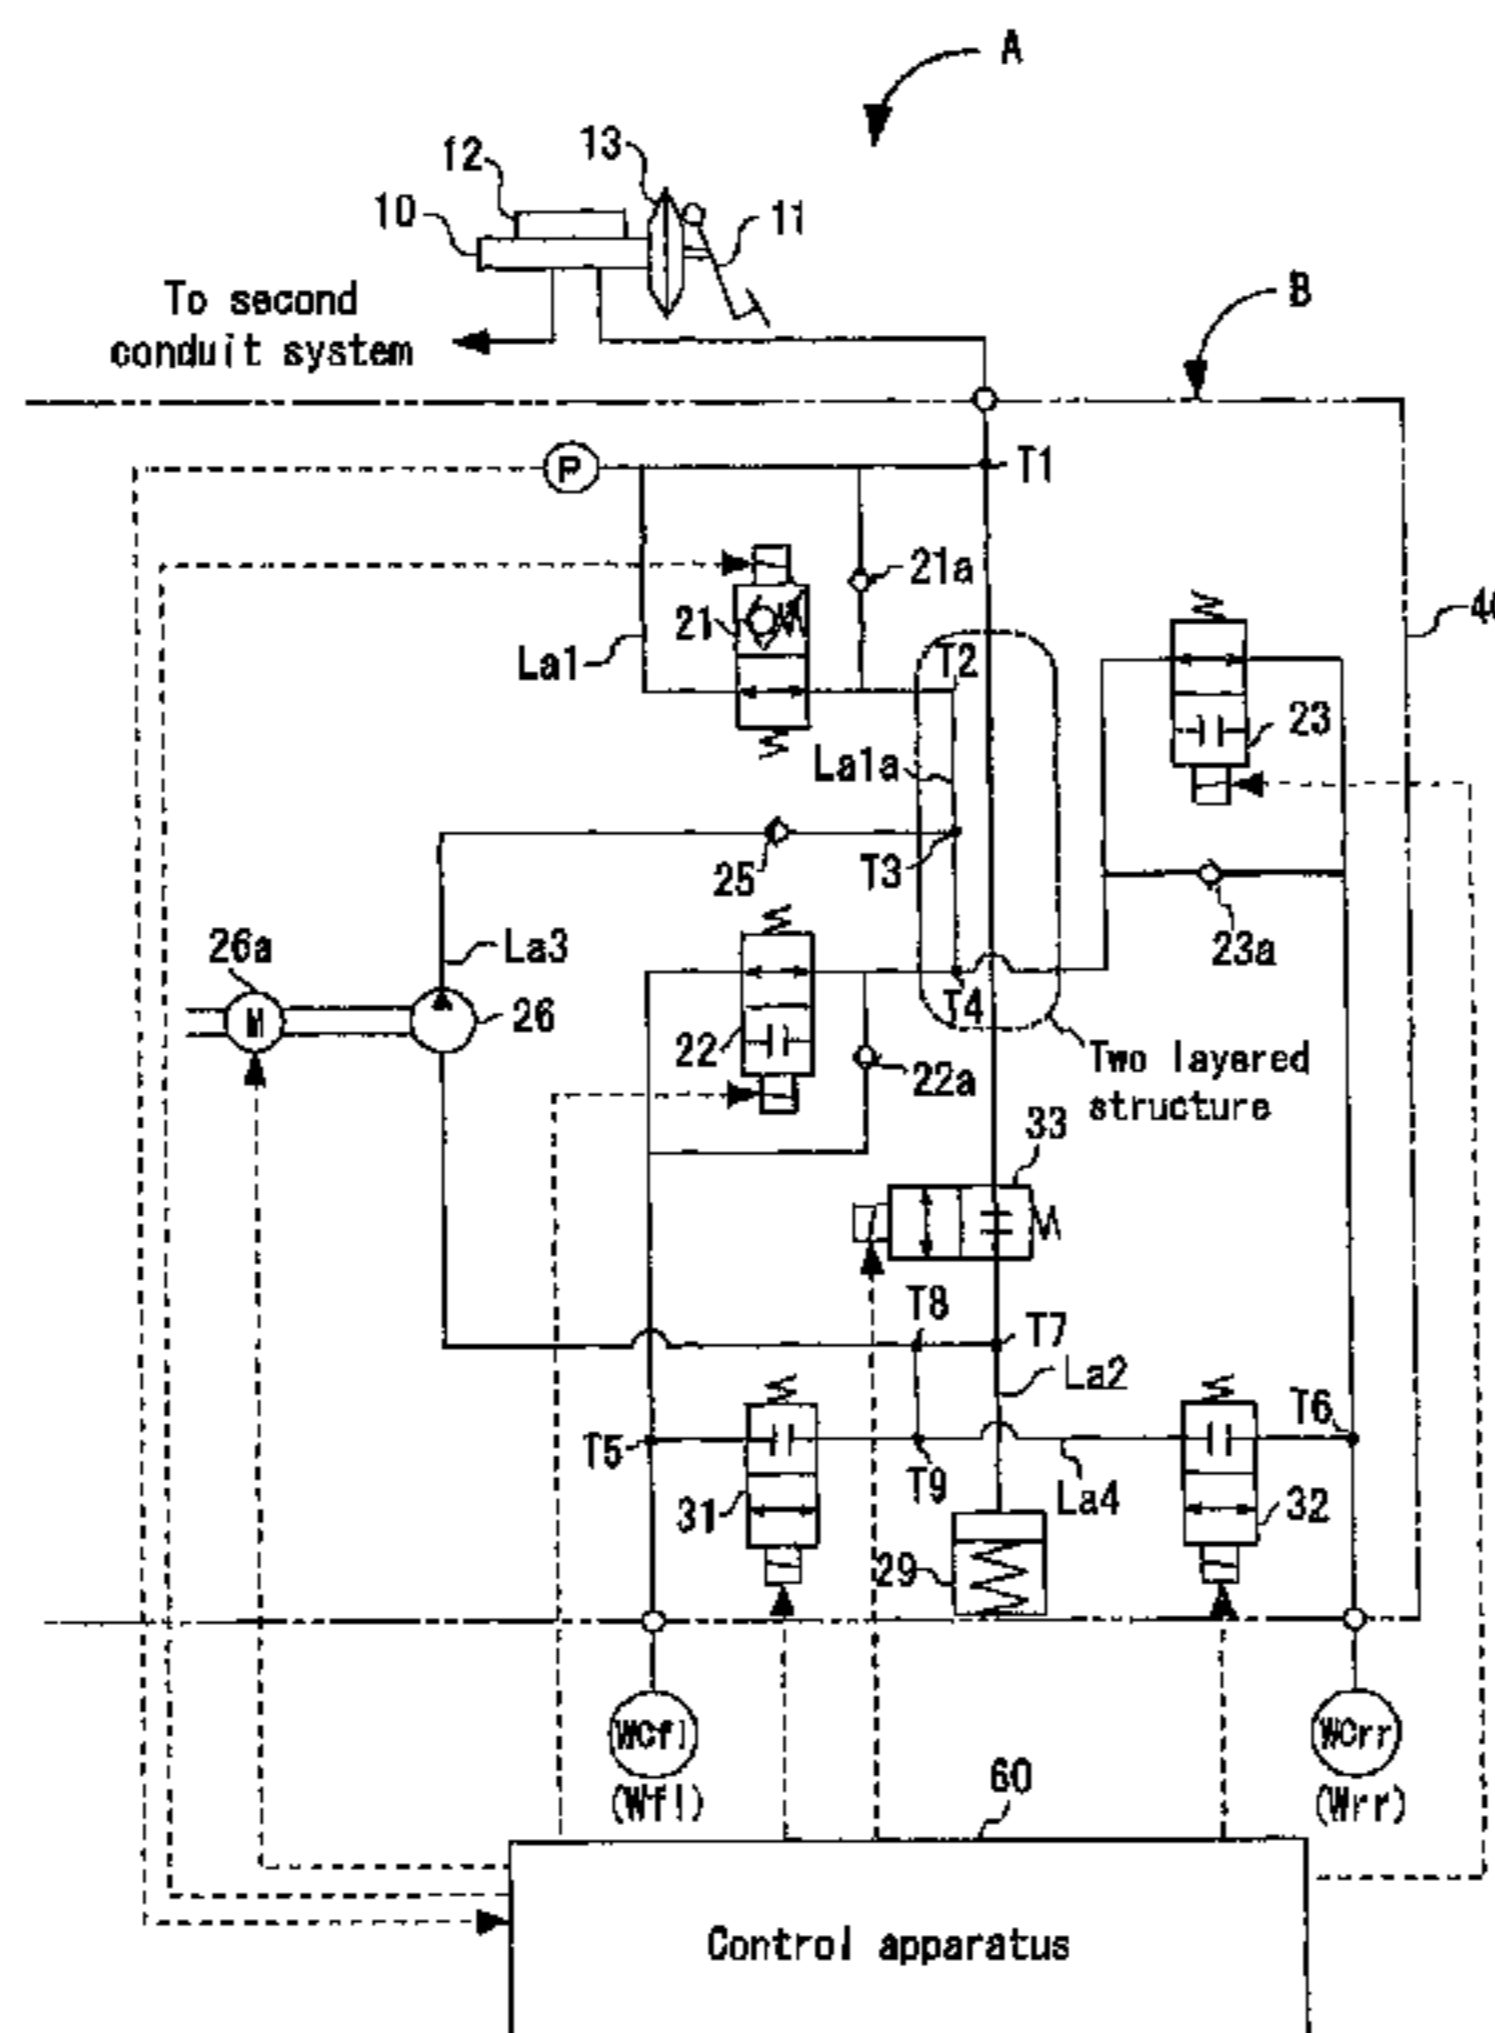 A
13
12
10
11
To second
conduit system
B
P
T1
21a
21
La1
T2
23
La1a
25
T3
23a
26a
La3
M
26
22
T4
22a
Two layered
structure
33
T8
T7
La2
T6
T5
T9
La4
31
32
29
WCfl
WCrr
(Wfl)
(Wrr)
60
Control apparatus